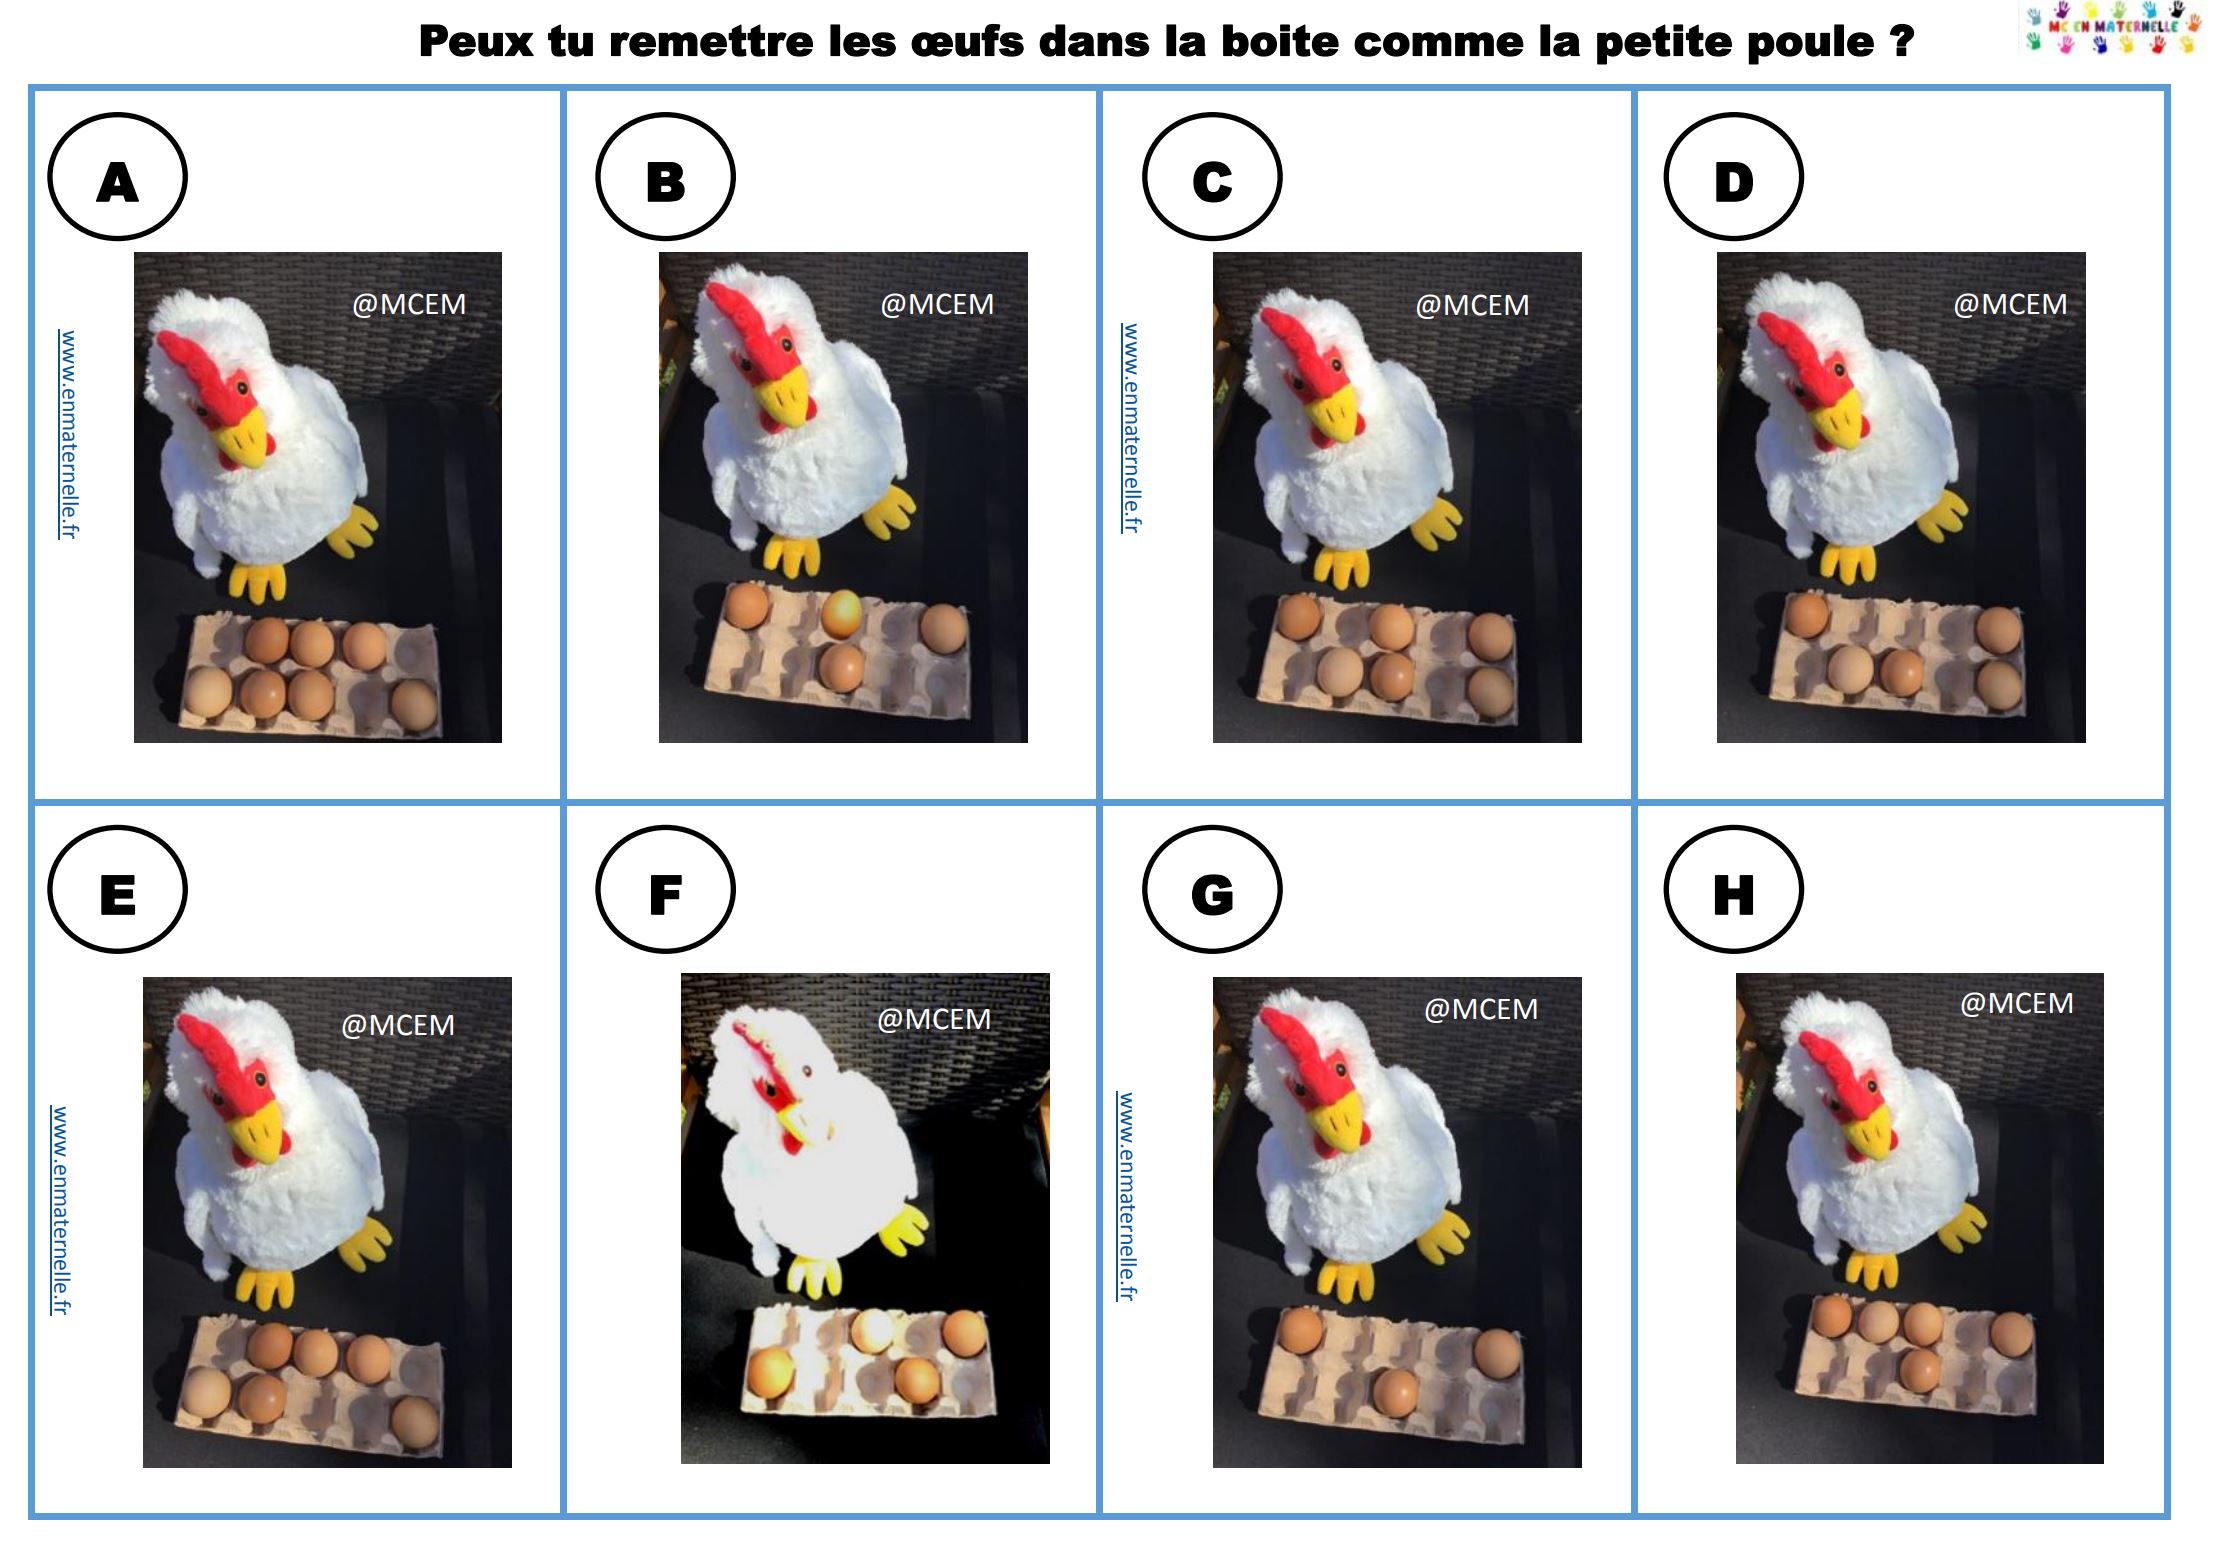 Peux tu remettre les œufs dans la boite comme la petite poule ?
MC EN MATERNELLE
A
@MCEM
www.enmaternelle.fr
B
@MCEM
C
@MCEM
www.enmaternelle.fr
D
@MCEM
E
@MCEM
www.enmaternelle.fr
F
@MCEM
G
@MCEM
www.enmaternelle.fr
H
@MCEM